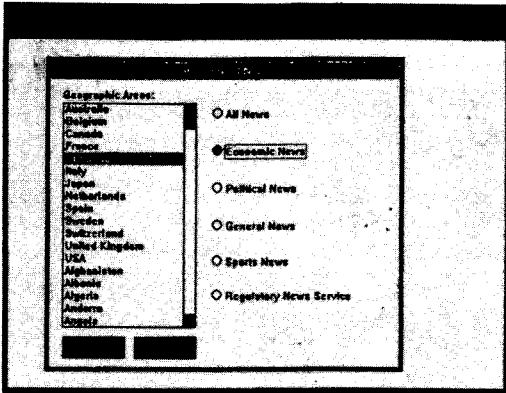 Geographic Areas:
Australia
Belgium
Canada
France
Italy
Japan
Netherlands
Spain
Sweden
Switzerland
United Kingdom
USA
Afghanistan
Albania
Algeria
Andorra
Angola
All News
Economic News
Political News
General News
Sports News
Regulatory News Service